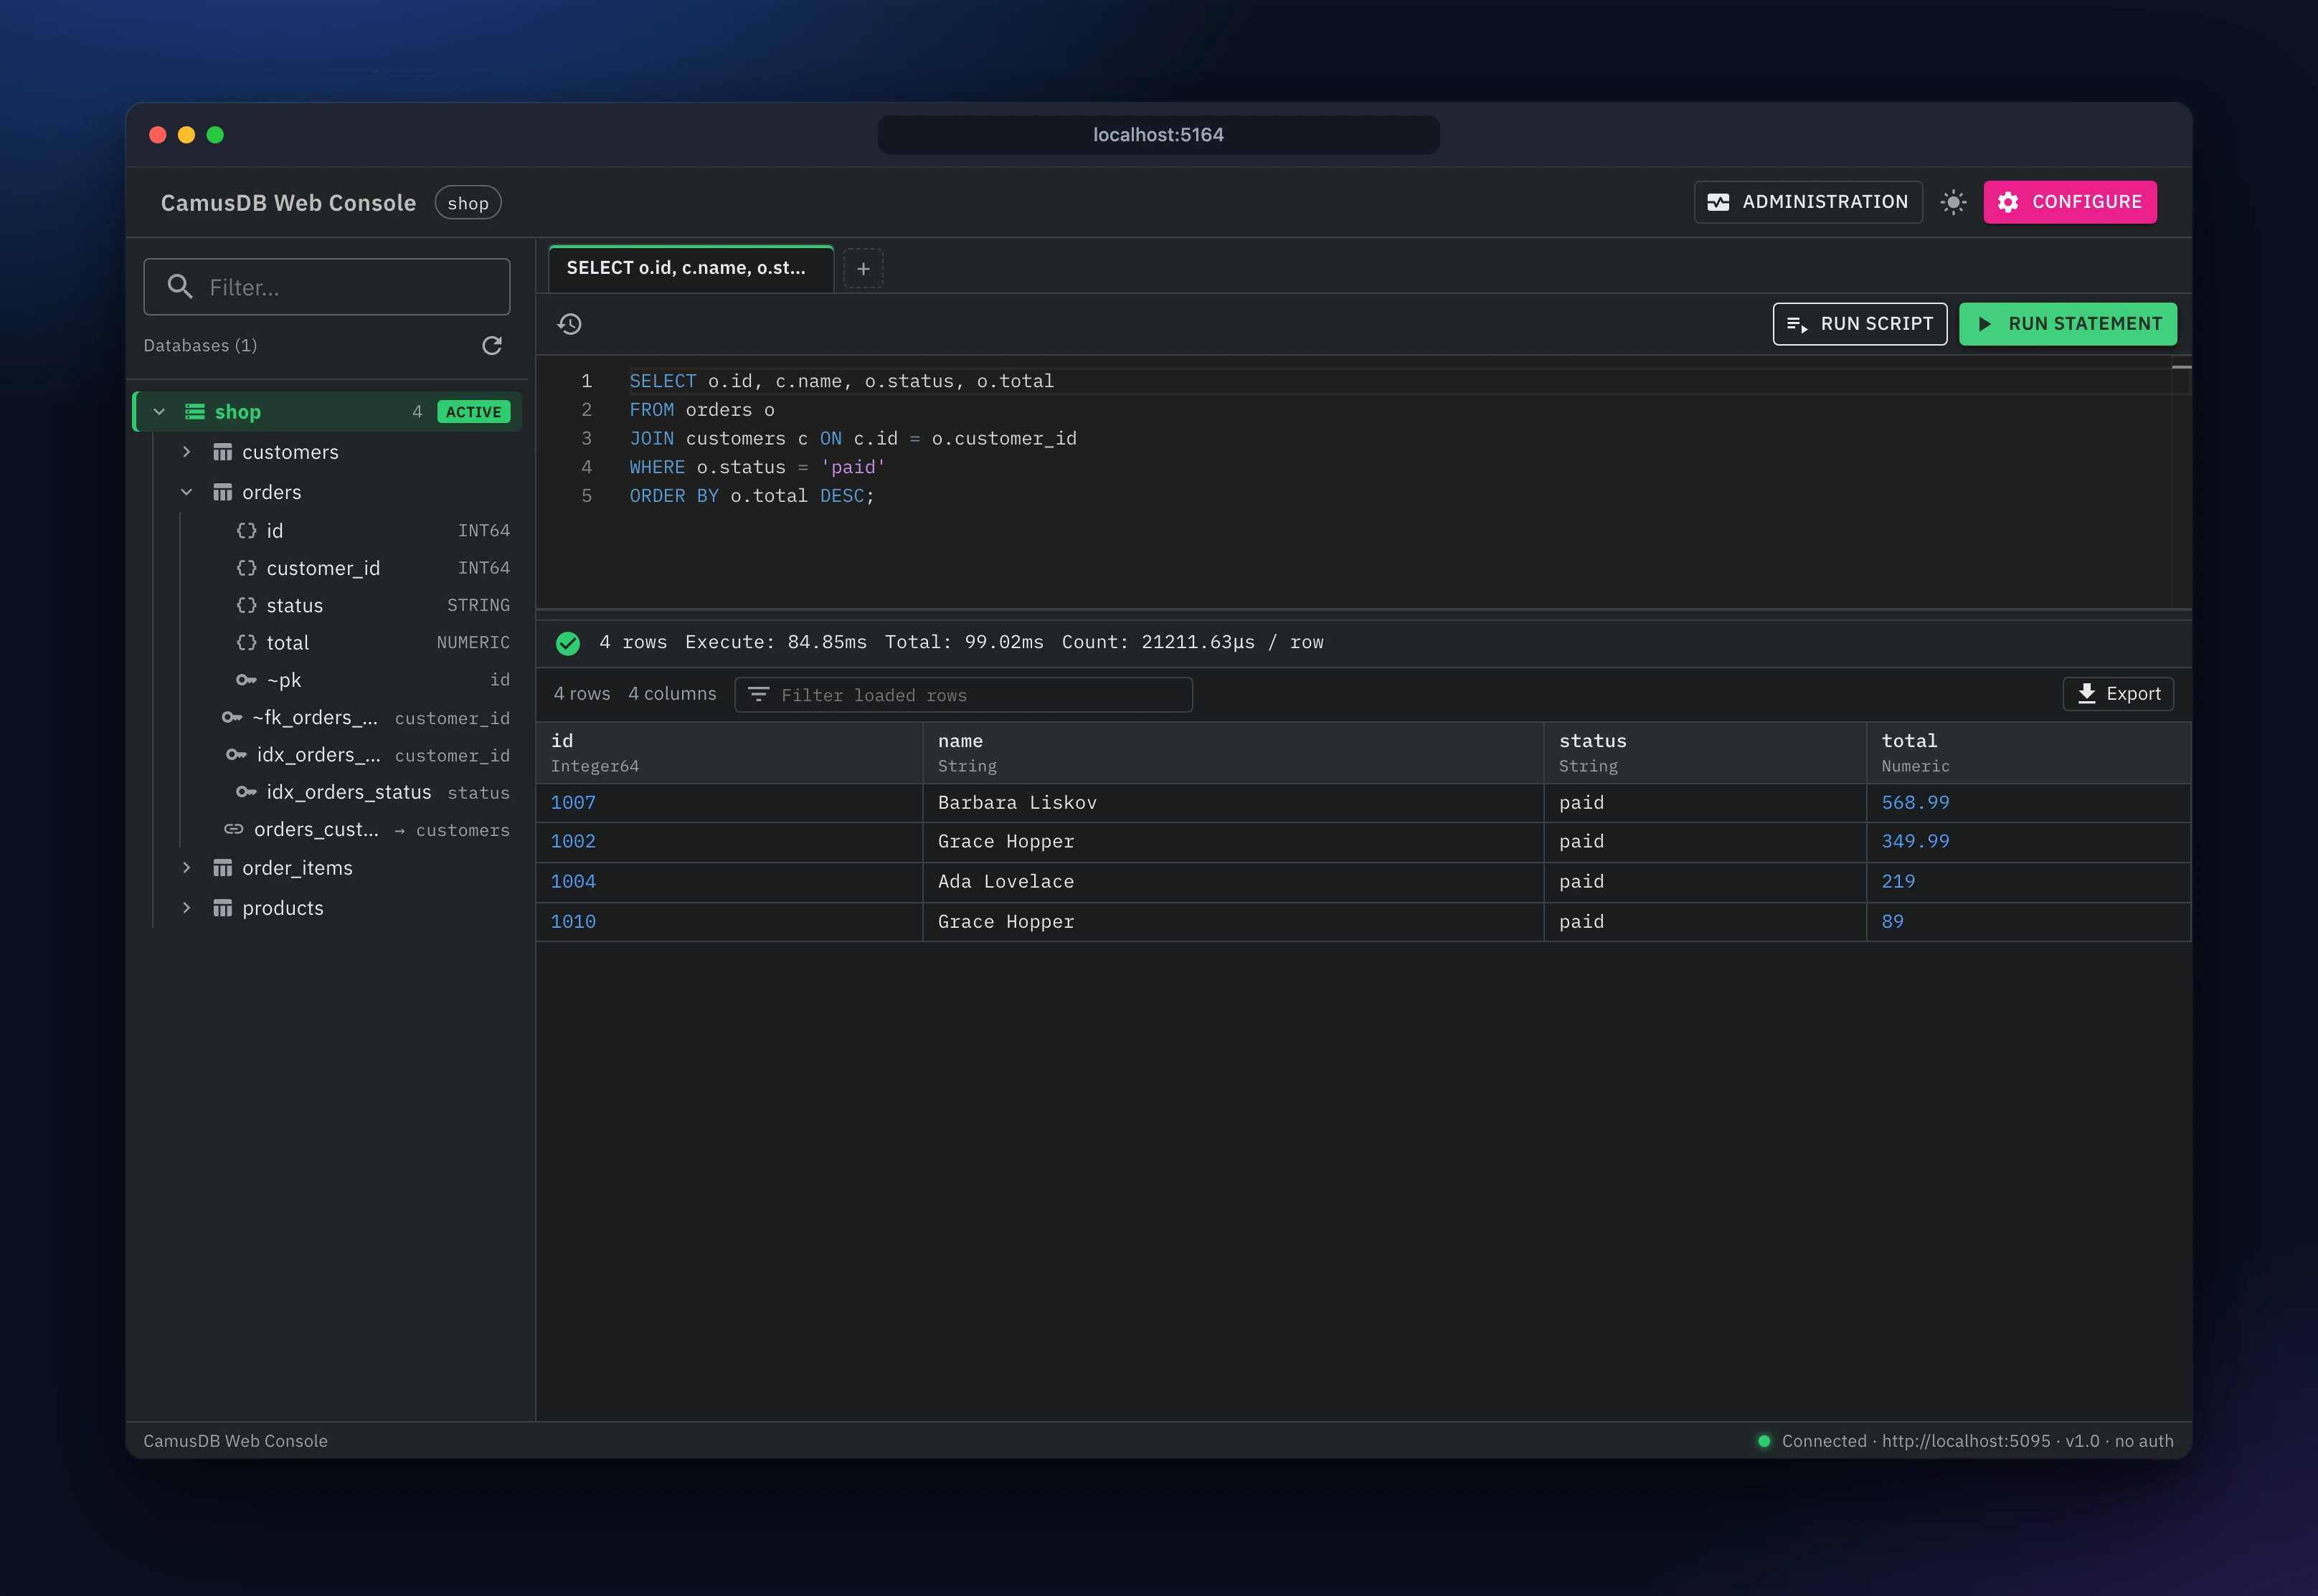 localhost:5164
CamusDB Web Console shop ADMINISTRATION CONFIGURE
Filter...
Databases (1)
shop 4 ACTIVE
customers
orders
{} id INT64
{} customer_id INT64
{} status STRING
{} total NUMERIC
~pk id
~fk_orders_... customer_id
idx_orders_... customer_id
idx_orders_status status
orders_cust... → customers
order_items
products
SELECT o.id, c.name, o.st... +
RUN SCRIPT RUN STATEMENT
1 SELECT o.id, c.name, o.status, o.total
2 FROM orders o
3 JOIN customers c ON c.id = o.customer_id
4 WHERE o.status = 'paid'
5 ORDER BY o.total DESC;
4 rows Execute: 84.85ms Total: 99.02ms Count: 21211.63µs / row
4 rows 4 columns Filter loaded rows Export
id name status total
Integer64 String String Numeric
1007 Barbara Liskov paid 568.99
1002 Grace Hopper paid 349.99
1004 Ada Lovelace paid 219
1010 Grace Hopper paid 89
CamusDB Web Console Connected · http://localhost:5095 · v1.0 · no auth